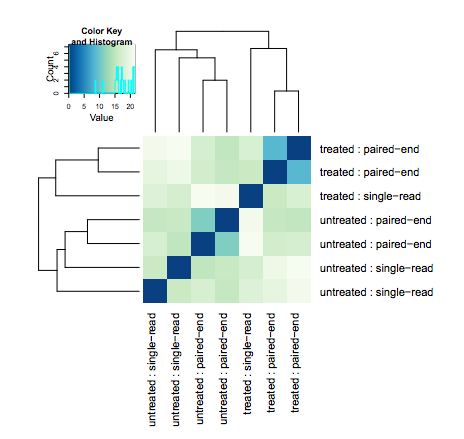 Color Key
and Histogram
Count
0 2 4 6
0 5 10 15 20
Value
treated : paired−end
treated : paired−end
treated : single−read
untreated : paired−end
untreated : paired−end
untreated : single−read
untreated : single−read
untreated : single−read
untreated : single−read
untreated : paired−end
untreated : paired−end
treated : single−read
treated : paired−end
treated : paired−end